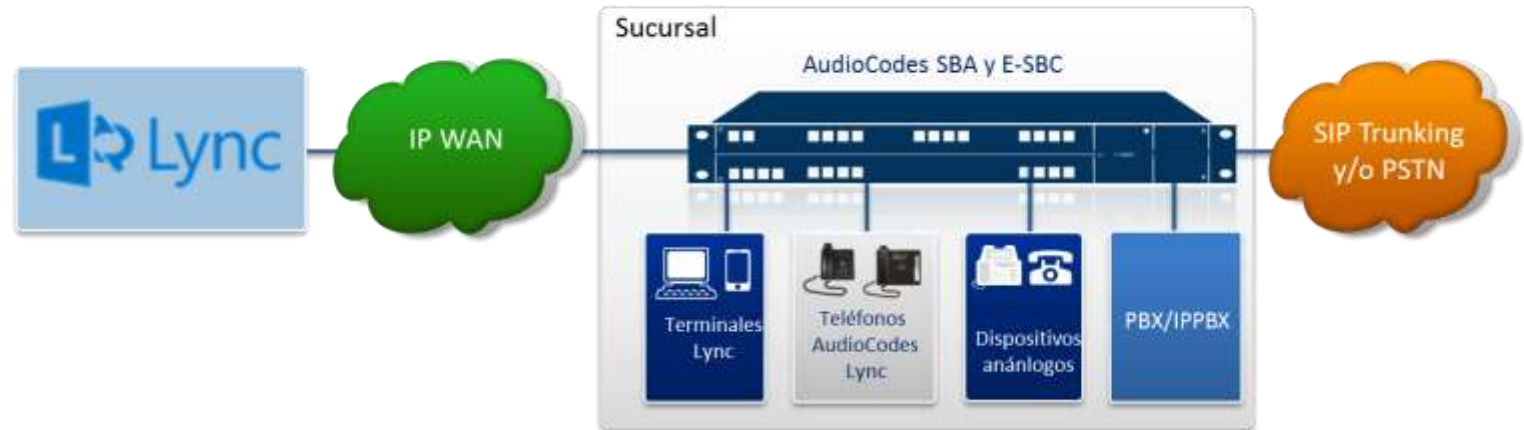 Sucursal
AudioCodes SBA y E-SBC
Lync
IP WAN
SIP Trunking
y/o PSTN
Terminales
Lync
Teléfonos
AudioCodes
Lync
Dispositivos
anánlogos
PBX/IPPBX